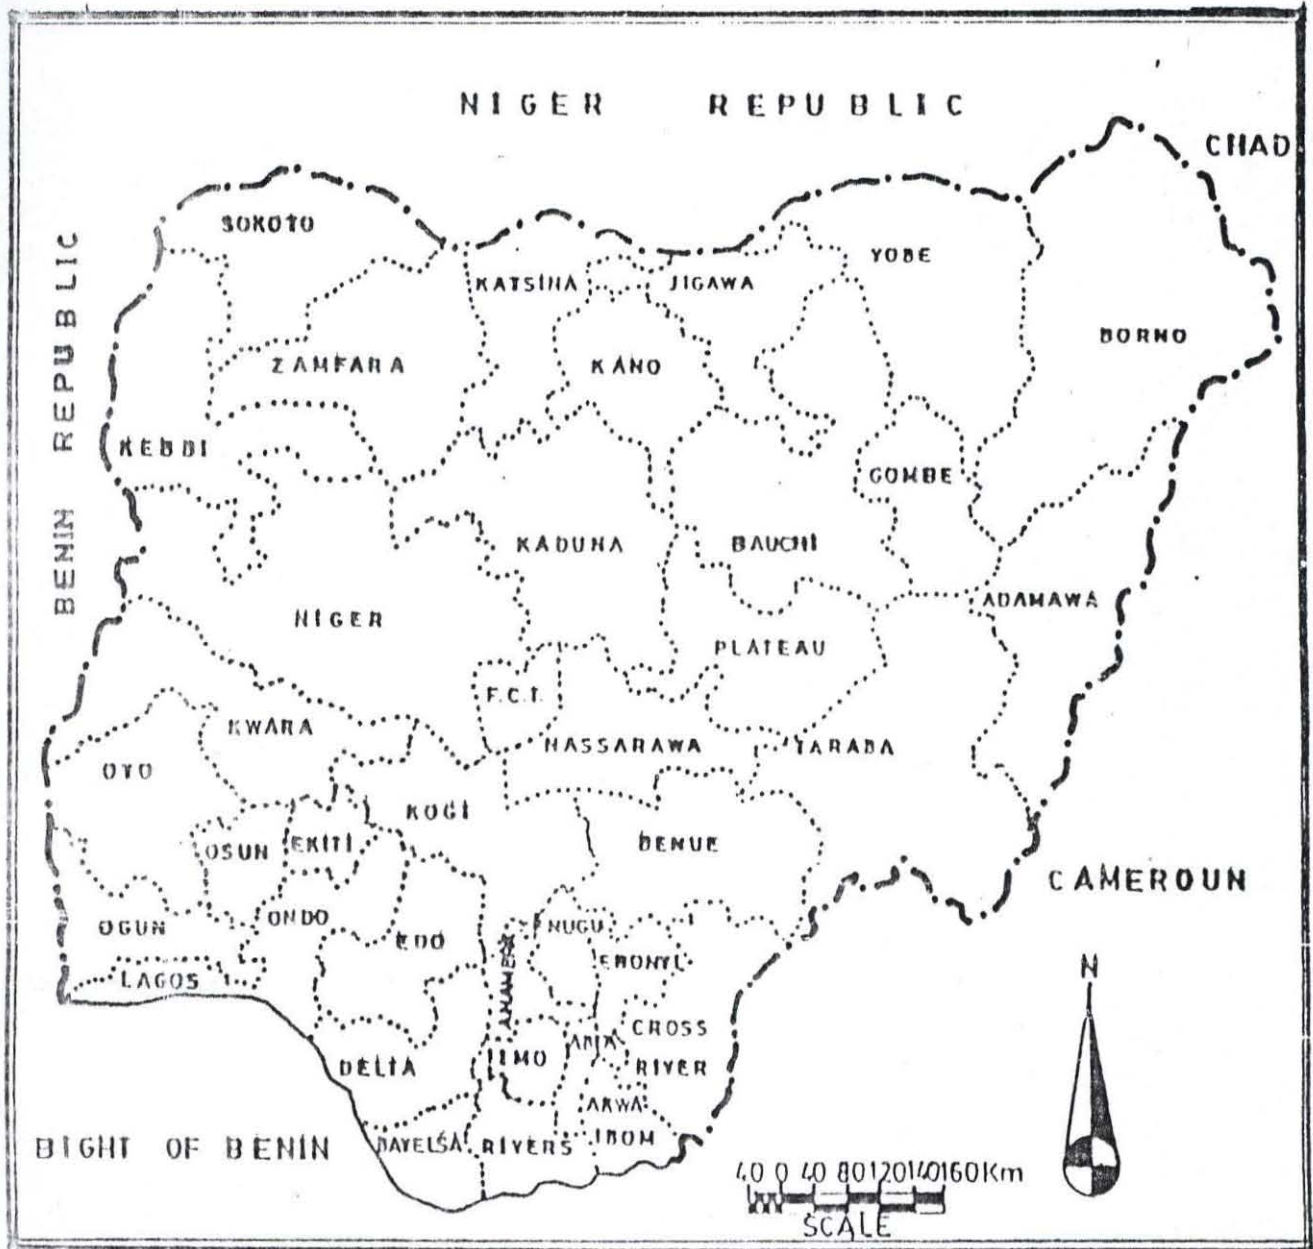 NIGER REPUBLIC
CHAD
SOKOTO
YOBE
KATSINA
JIGAWA
BENIN REPUBLIC
BORNO
ZAMFARA
KANO
KEBBI
GOMBE
KADUNA
BAUCHI
ADAMAWA
NIGER
PLATEAU
F.C.T.
KWARA
NASSARAWA
TARABA
OYO
KOGI
OSUN
EKITI
BENUE
CAMEROUN
ONDO
OGUN
EDO
ENUGU
EBONYI
LAGOS
ANAMBRA
N
CROSS
RIVER
ABIA
IMO
DELTA
AKWA
IBOM
BIGHT OF BENIN
BAYELSA
RIVERS
40 0 40 80 120 140 160 Km
SCALE